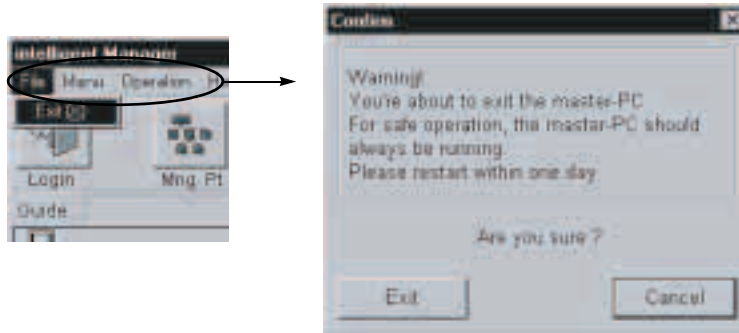 Intelligent Manager
File Menu Operation H
Exit
Login
Mng. Pt
Guide
Confirm
Warning!
You're about to exit the master-PC
For safe operation, the master-PC should
always be running.
Please restart within one day
Are you sure ?
Exit
Cancel